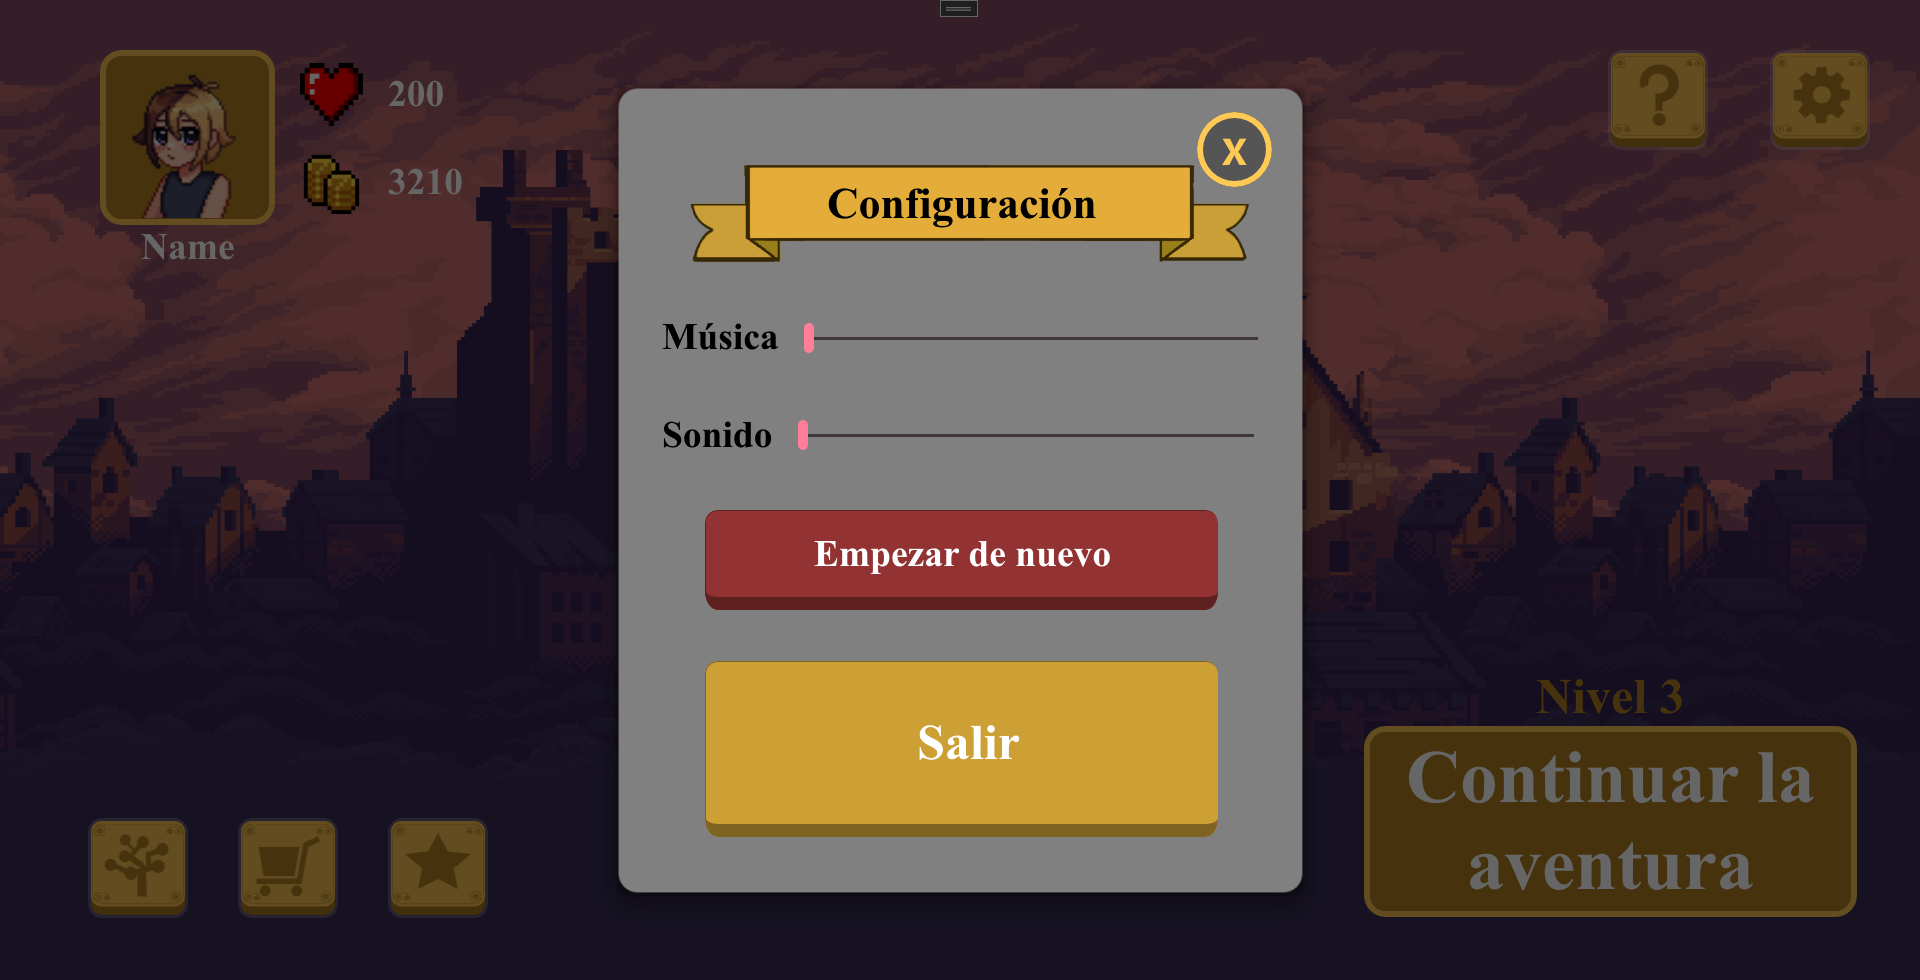 200
3210
Name
?
X
Configuración
Música
Sonido
Empezar de nuevo
Salir
Nivel 3
Continuar la
aventura